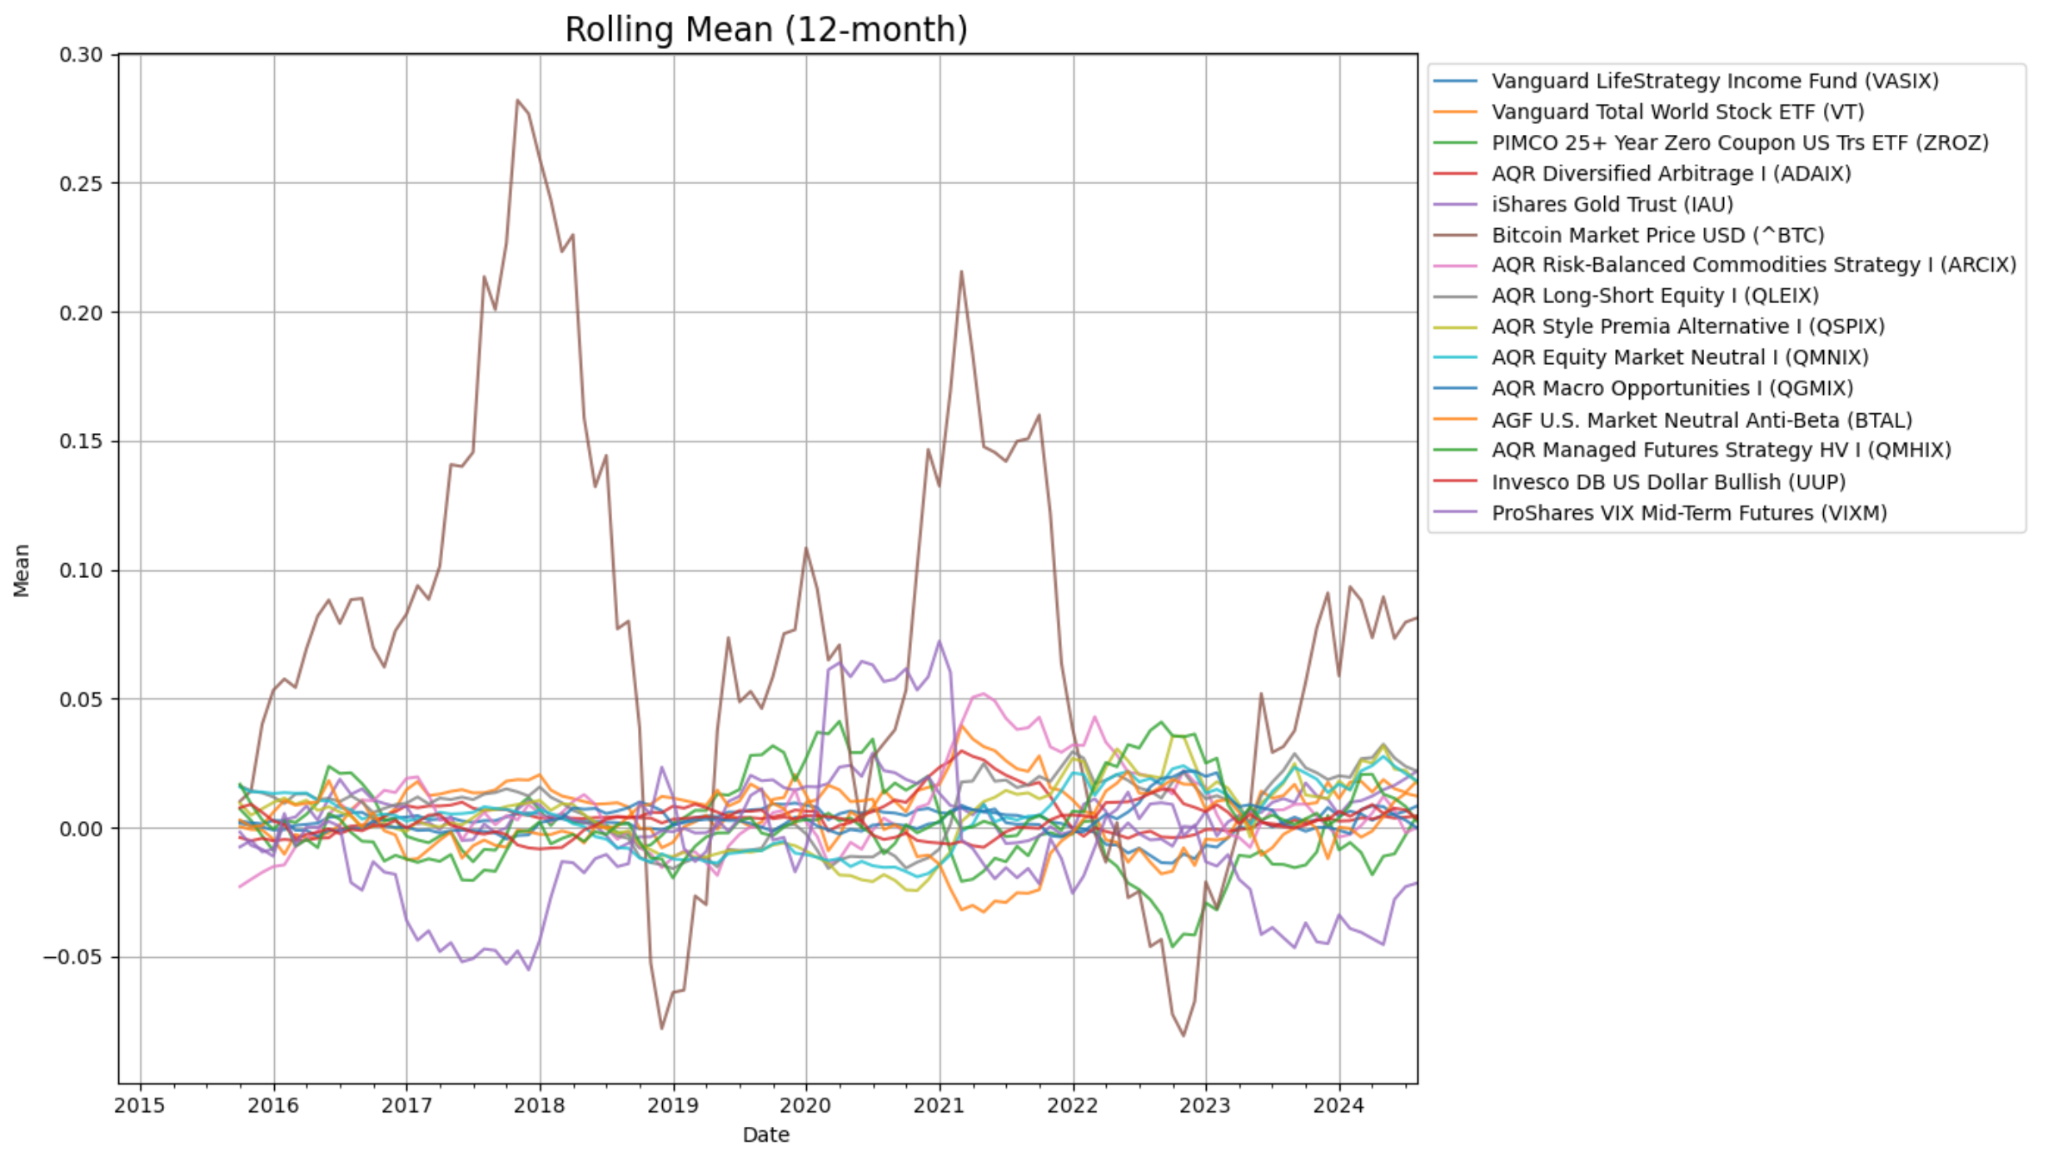 Rolling Mean (12-month)
0.30
0.25
0.20
0.15
0.10
0.05
0.00
−0.05
Mean
2015 2016 2017 2018 2019 2020 2021 2022 2023 2024
Date
Vanguard LifeStrategy Income Fund (VASIX)
Vanguard Total World Stock ETF (VT)
PIMCO 25+ Year Zero Coupon US Trs ETF (ZROZ)
AQR Diversified Arbitrage I (ADAIX)
iShares Gold Trust (IAU)
Bitcoin Market Price USD (^BTC)
AQR Risk-Balanced Commodities Strategy I (ARCIX)
AQR Long-Short Equity I (QLEIX)
AQR Style Premia Alternative I (QSPIX)
AQR Equity Market Neutral I (QMNIX)
AQR Macro Opportunities I (QGMIX)
AGF U.S. Market Neutral Anti-Beta (BTAL)
AQR Managed Futures Strategy HV I (QMHIX)
Invesco DB US Dollar Bullish (UUP)
ProShares VIX Mid-Term Futures (VIXM)